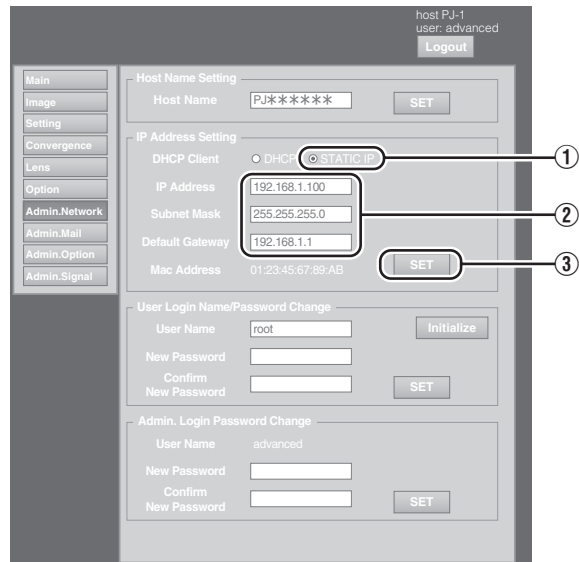 host PJ-1
user: advanced
Logout
Main
Image
Setting
Convergence
Lens
Option
Admin.Network
Admin.Mail
Admin.Option
Admin.Signal
Host Name Setting
Host Name PJ****** SET
IP Address Setting
DHCP Client DHCP STATIC IP ①
IP Address 192.168.1.100
Subnet Mask 255.255.255.0 ②
Default Gateway 192.168.1.1
Mac Address 01:23:45:67:89:AB SET ③
User Login Name/Password Change
User Name root Initialize
New Password
Confirm
New Password SET
Admin. Login Password Change
User Name advanced
New Password
Confirm
New Password SET